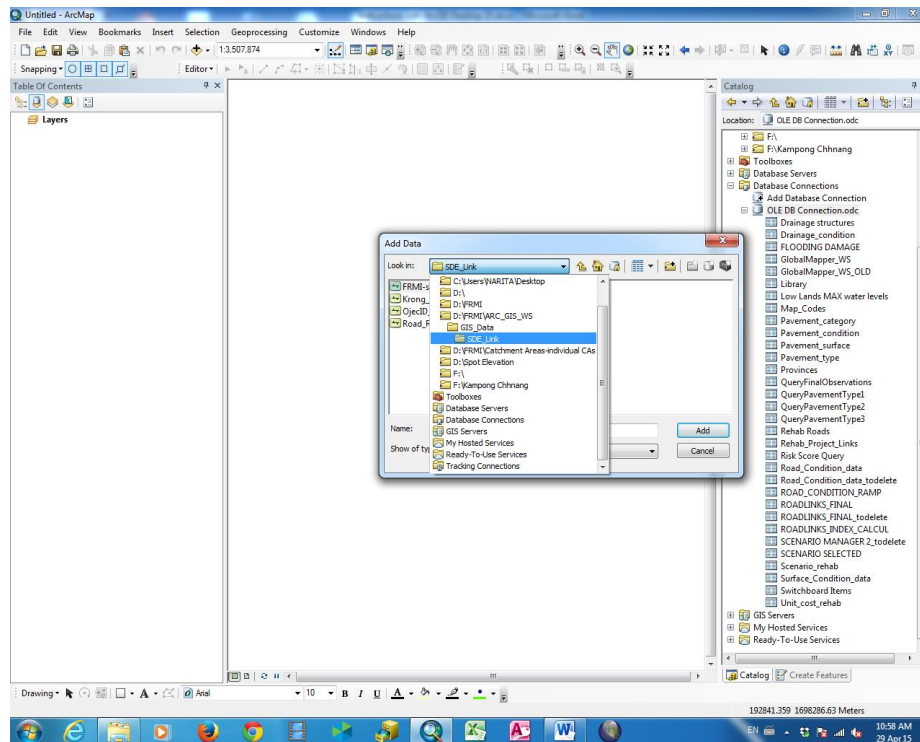 Untitled - ArcMap
File Edit View Bookmarks Insert Selection Geoprocessing Customize Windows Help
1:3,507,874
Snapping
Editor
Table Of Contents
Layers
Catalog
Location: OLE DB Connection.odc
F:\
F:\Kampong Chhnang
Toolboxes
Database Servers
Database Connections
Add Database Connection
OLE DB Connection.odc
Drainage structures
Drainage_condition
FLOODING DAMAGE
GlobalMapper_WS
GlobalMapper_WS_OLD
Library
Low Lands MAX water levels
Map_Codes
Pavement_category
Pavement_condition
Pavement_surface
Pavement_type
Provinces
QueryFinalObservations
QueryPavementType1
QueryPavementType2
QueryPavementType3
Rehab Roads
Rehab_Project_Links
Risk Score Query
Road_Condition_data
Road_Condition_data_todelete
ROAD_CONDITION_RAMP
ROADLINKS_FINAL
ROADLINKS_FINAL_todelete
ROADLINKS_INDEX_CALCUL
SCENARIO MANAGER 2_todelete
SCENARIO SELECTED
Scenario_rehab
Surface_Condition_data
Switchboard Items
Unit_cost_rehab
GIS Servers
My Hosted Services
Ready-To-Use Services
Catalog Create Features
Add Data
Look in: SDE_Link
FRMI-s
Krong_
OjecID_
Road_R
C:\Users\NARITA\Desktop
D:\
D:\FRMI
D:\FRMI\ARC_GIS_WS
GIS_Data
SDE_Link
D:\FRMI\Catchment Areas-individual CAs
D:\Spot Elevation
F:\
F:\Kampong Chhnang
Toolboxes
Database Servers
Database Connections
GIS Servers
My Hosted Services
Ready-To-Use Services
Tracking Connections
Name:
Add
Show of ty
Cancel
Drawing
A
Arial
10
B I U A
192841.359 1698286.63 Meters
EN
10:58 AM
29 Apr 15